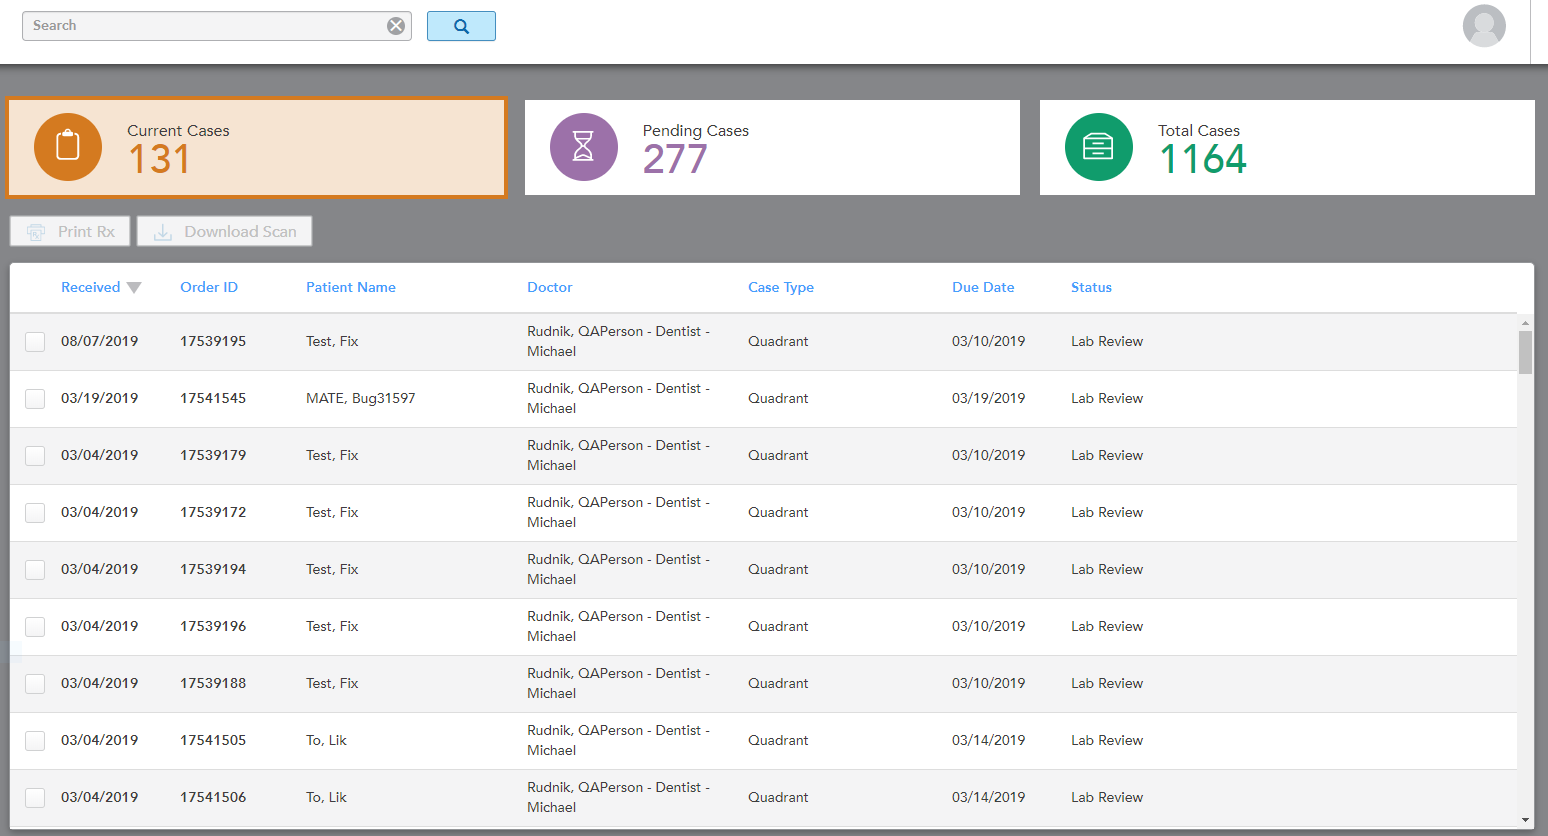 Search
Current Cases
131
Pending Cases
277
Total Cases
1164
Print Rx
Download Scan
Received Order ID Patient Name Doctor Case Type Due Date Status
08/07/2019 17539195 Test, Fix Rudnik, QAPerson - Dentist - Michael Quadrant 03/10/2019 Lab Review
03/19/2019 17541545 MATE, Bug31597 Rudnik, QAPerson - Dentist - Michael Quadrant 03/19/2019 Lab Review
03/04/2019 17539179 Test, Fix Rudnik, QAPerson - Dentist - Michael Quadrant 03/10/2019 Lab Review
03/04/2019 17539172 Test, Fix Rudnik, QAPerson - Dentist - Michael Quadrant 03/10/2019 Lab Review
03/04/2019 17539194 Test, Fix Rudnik, QAPerson - Dentist - Michael Quadrant 03/10/2019 Lab Review
03/04/2019 17539196 Test, Fix Rudnik, QAPerson - Dentist - Michael Quadrant 03/10/2019 Lab Review
03/04/2019 17539188 Test, Fix Rudnik, QAPerson - Dentist - Michael Quadrant 03/10/2019 Lab Review
03/04/2019 17541505 To, Lik Rudnik, QAPerson - Dentist - Michael Quadrant 03/14/2019 Lab Review
03/04/2019 17541506 To, Lik Rudnik, QAPerson - Dentist - Michael Quadrant 03/14/2019 Lab Review